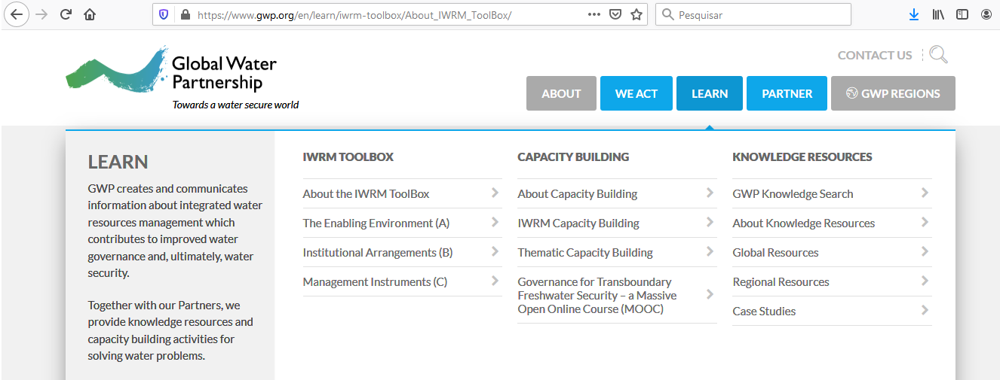 https://www.gwp.org/en/learn/iwrm-toolbox/About_IWRM_ToolBox/
Pesquisar
Global Water
Partnership
Towards a water secure world
CONTACT US
ABOUT
WE ACT
LEARN
PARTNER
GWP REGIONS
LEARN
GWP creates and communicates
information about integrated water
resources management which
contributes to improved water
governance and, ultimately, water
security.
Together with our Partners, we
provide knowledge resources and
capacity building activities for
solving water problems.
IWRM TOOLBOX
About the IWRM ToolBox
The Enabling Environment (A)
Institutional Arrangements (B)
Management Instruments (C)
CAPACITY BUILDING
About Capacity Building
IWRM Capacity Building
Thematic Capacity Building
Governance for Transboundary
Freshwater Security – a Massive
Open Online Course (MOOC)
KNOWLEDGE RESOURCES
GWP Knowledge Search
About Knowledge Resources
Global Resources
Regional Resources
Case Studies